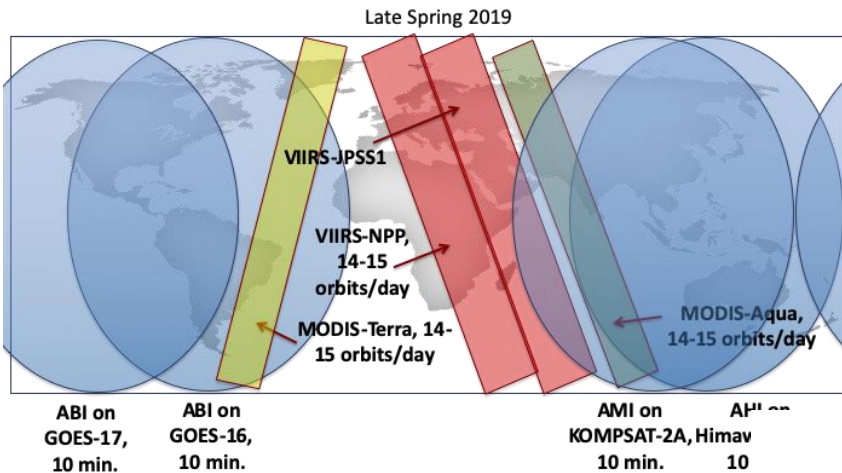 Late Spring 2019
VIIRS-JPSS1
VIIRS-NPP,
14-15
orbits/day
MODIS-Terra, 14-
15 orbits/day
MODIS-Aqua,
14-15 orbits/day
ABI on
GOES-17,
10 min.
ABI on
GOES-16,
10 min.
AMI on
KOMPSAT-2A,
10 min.
10